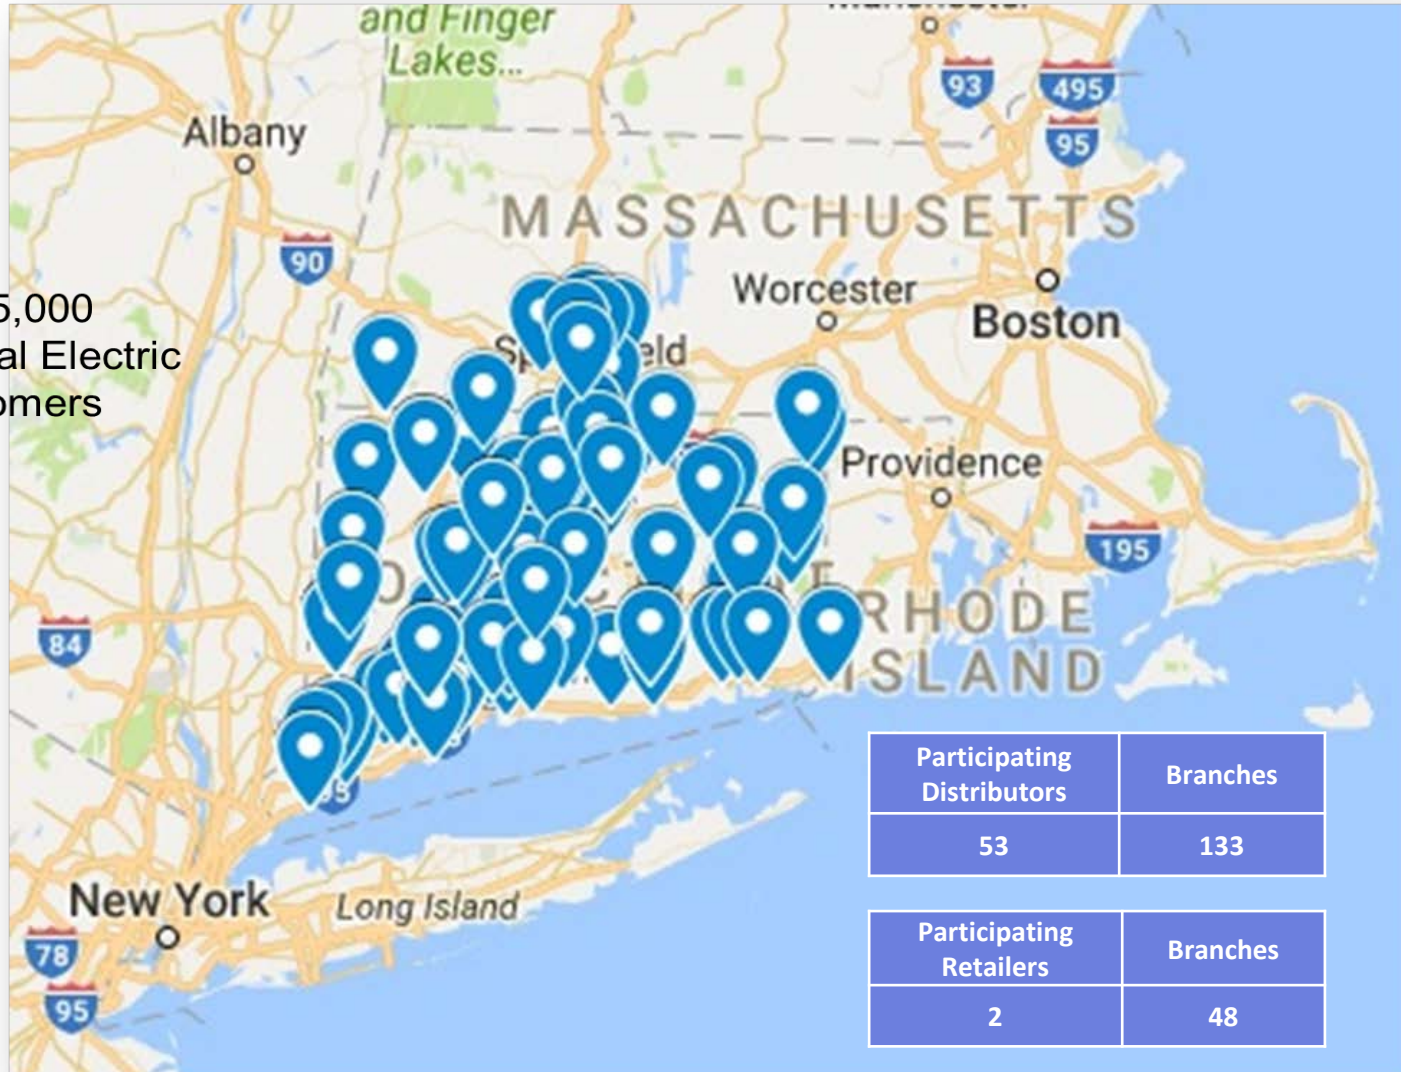 and Finger
Lakes...
93
495
95
Albany
MASSACHUSETTS
90
Worcester
Boston
5,000
al Electric
omers
Providence
195
RHODE
ISLAND
84
95
New York
Long Island
78
95
Participating
Distributors
Branches
53
133
Participating
Retailers
Branches
2
48